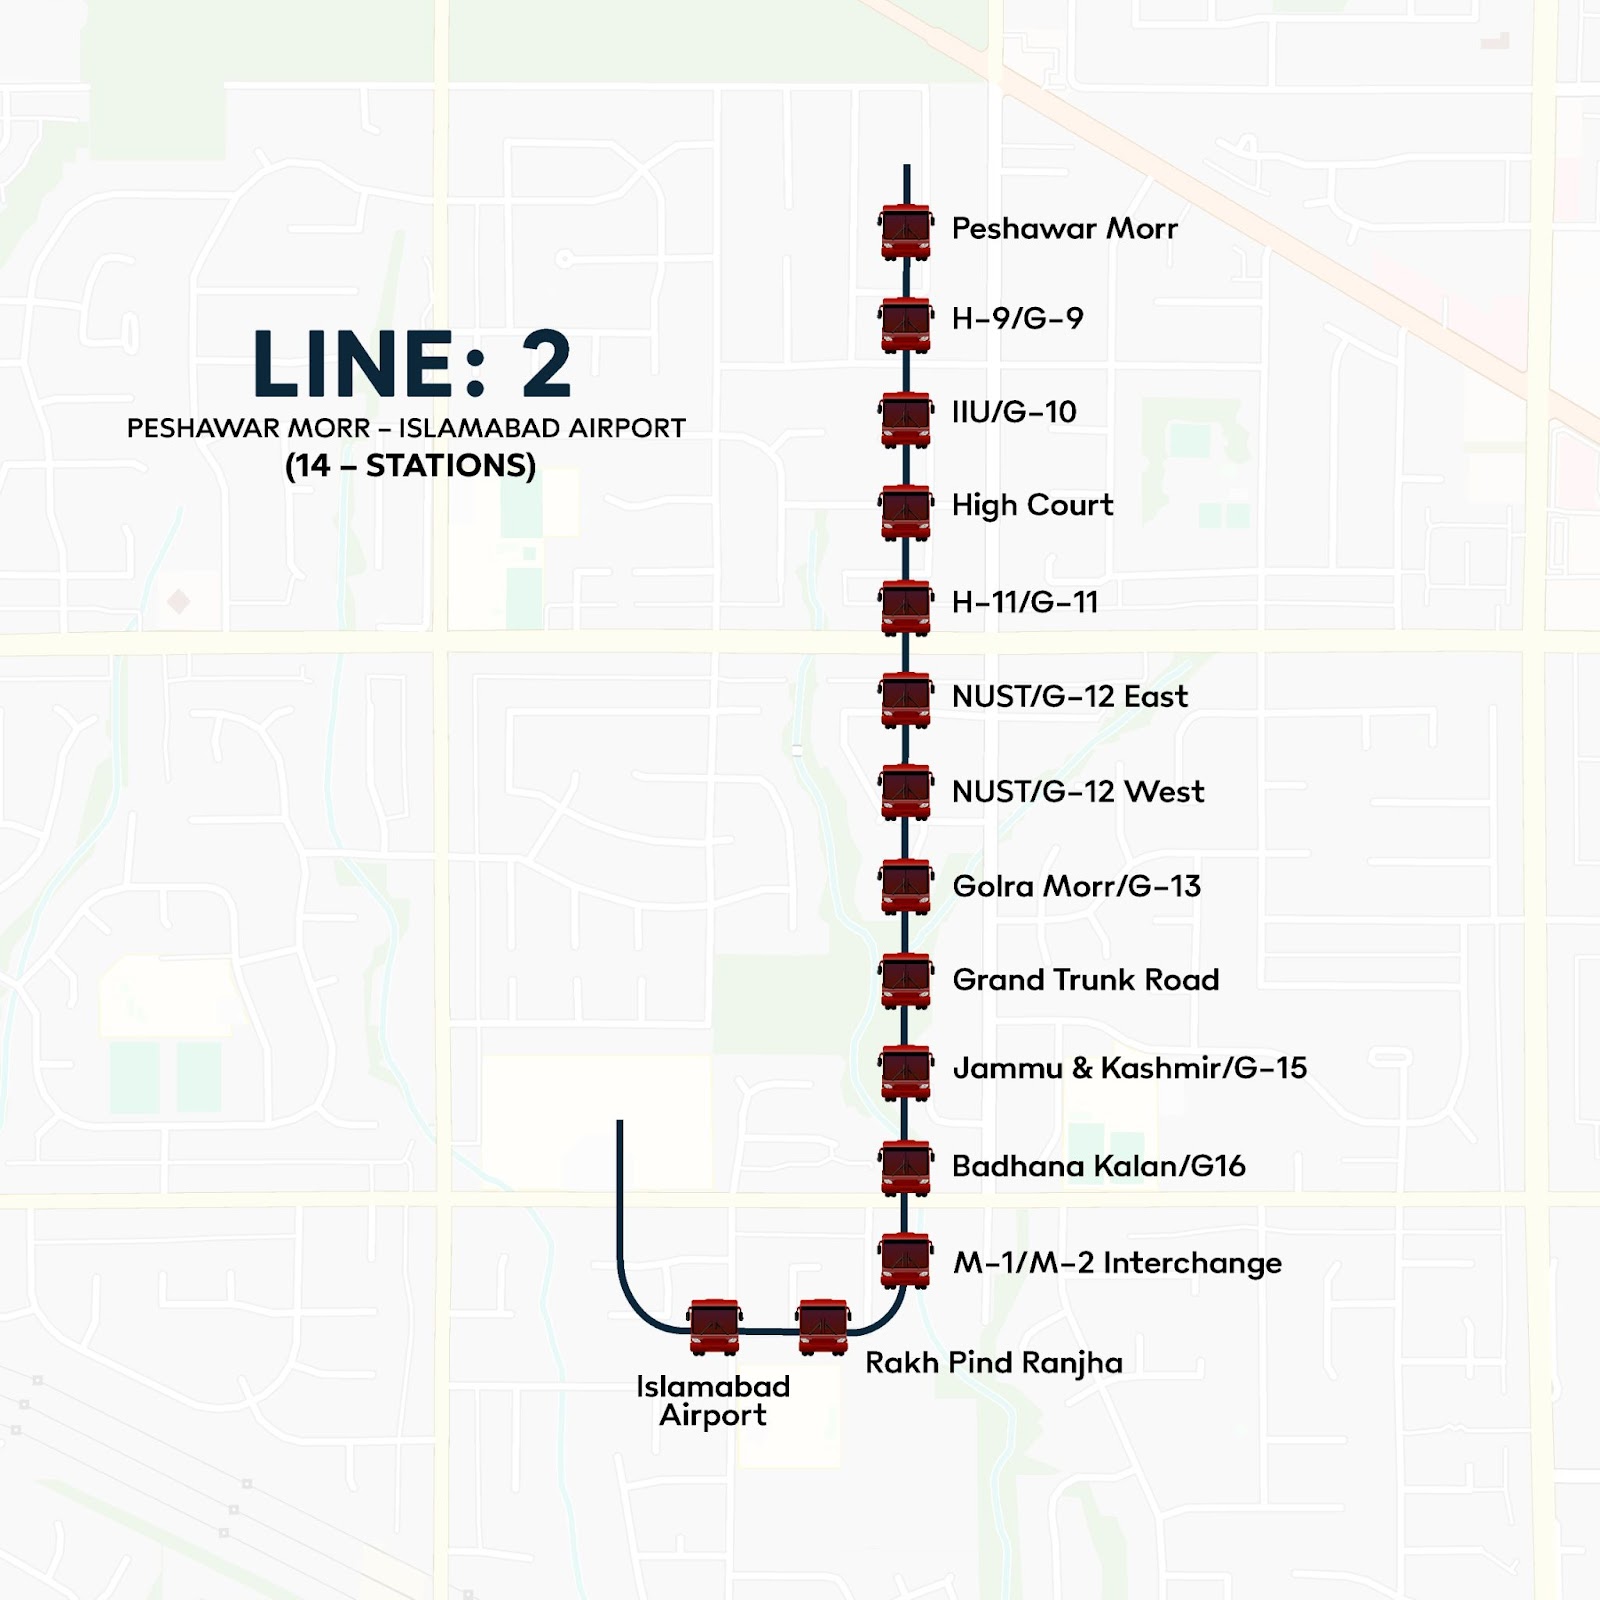 LINE: 2
PESHAWAR MORR – ISLAMABAD AIRPORT
(14 – STATIONS)
Peshawar Morr
H-9/G-9
IIU/G-10
High Court
H-11/G-11
NUST/G-12 East
NUST/G-12 West
Golra Morr/G-13
Grand Trunk Road
Jammu & Kashmir/G-15
Badhana Kalan/G16
M-1/M-2 Interchange
Rakh Pind Ranjha
Islamabad
Airport